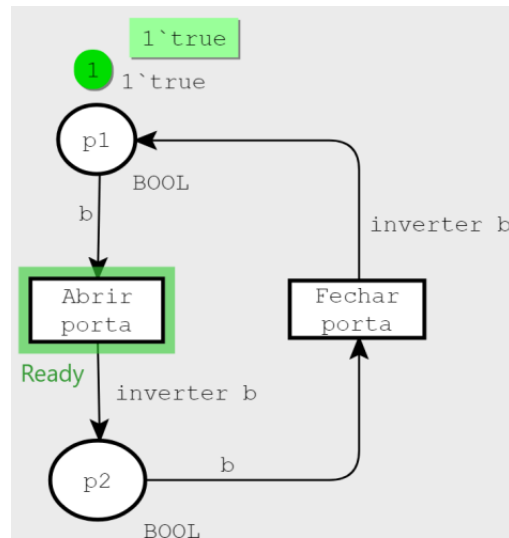 1`true
1
1`true
p1
BOOL
b
inverter b
Abrir
porta
Fechar
porta
Ready
inverter b
b
p2
BOOL